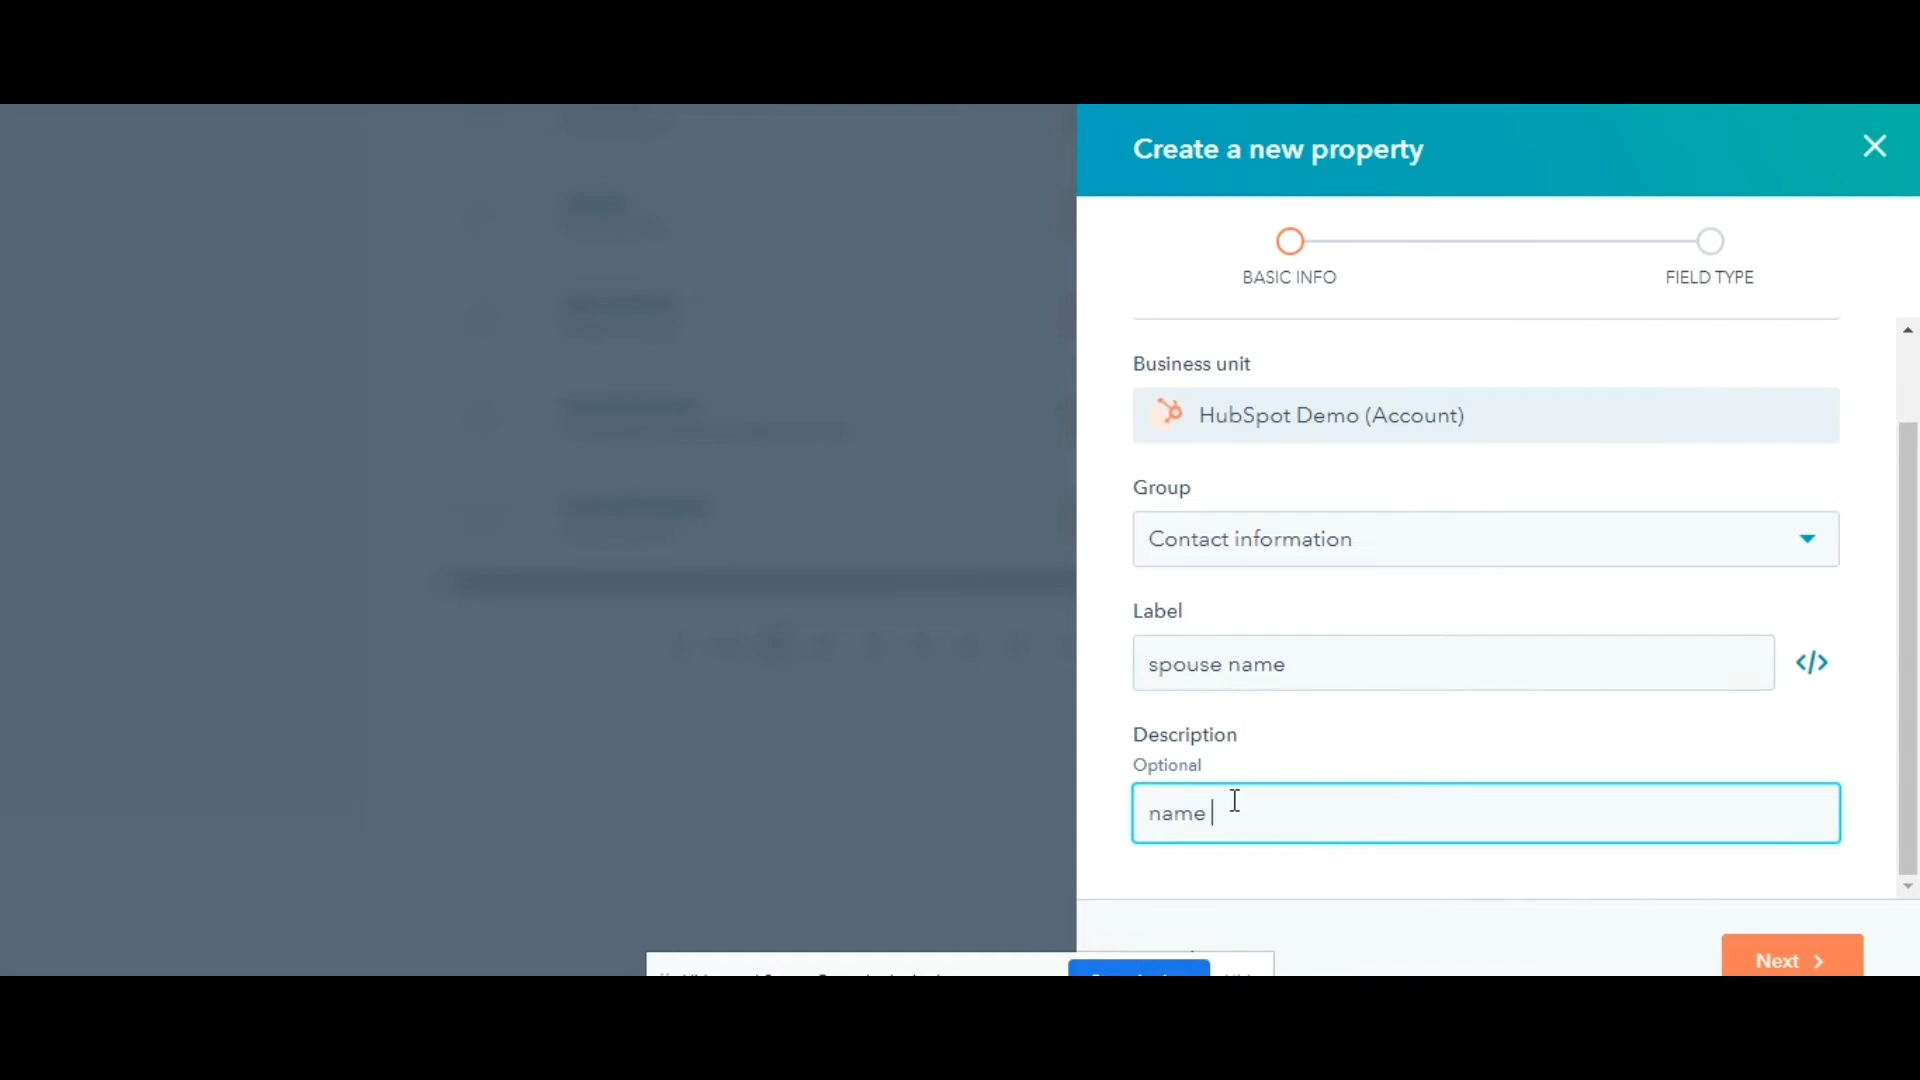 Create a new property
BASIC INFO
FIELD TYPE
Business unit
HubSpot Demo (Account)
Group
Contact information
Label
spouse name
</>
Description
Optional
name
Next